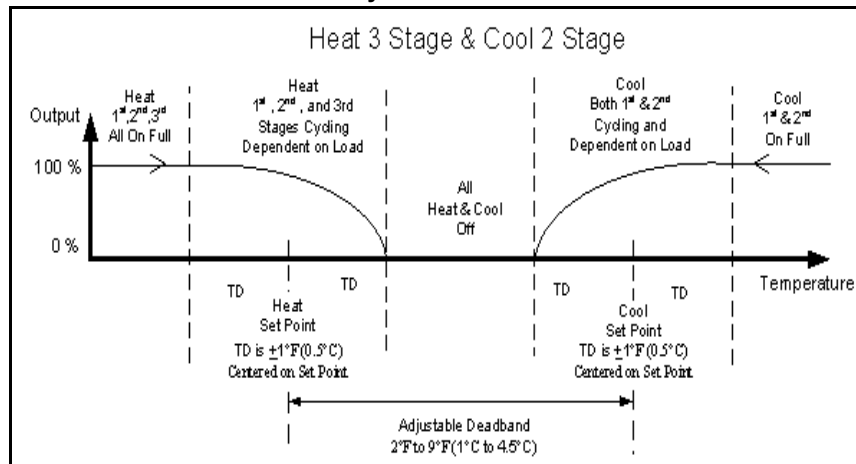 Heat 3 Stage & Cool 2 Stage
Output
Heat
1st,2nd,3rd
All On Full
Heat
1st, 2nd, and 3rd
Stages Cycling
Dependent on Load
Cool
Both 1st & 2nd
Cycling and
Dependent on Load
Cool
1st & 2nd
On Full
100 %
All
Heat & Cool
Off
0 %
TD
TD
TD
TD
Temperature
Heat
Set Point
TD is ±1°F(0.5°C)
Centered on Set Point
Cool
Set Point
TD is ±1°F(0.5°C)
Centered on Set Point
Adjustable Deadband
2°F to 9°F(1°C to 4.5°C)